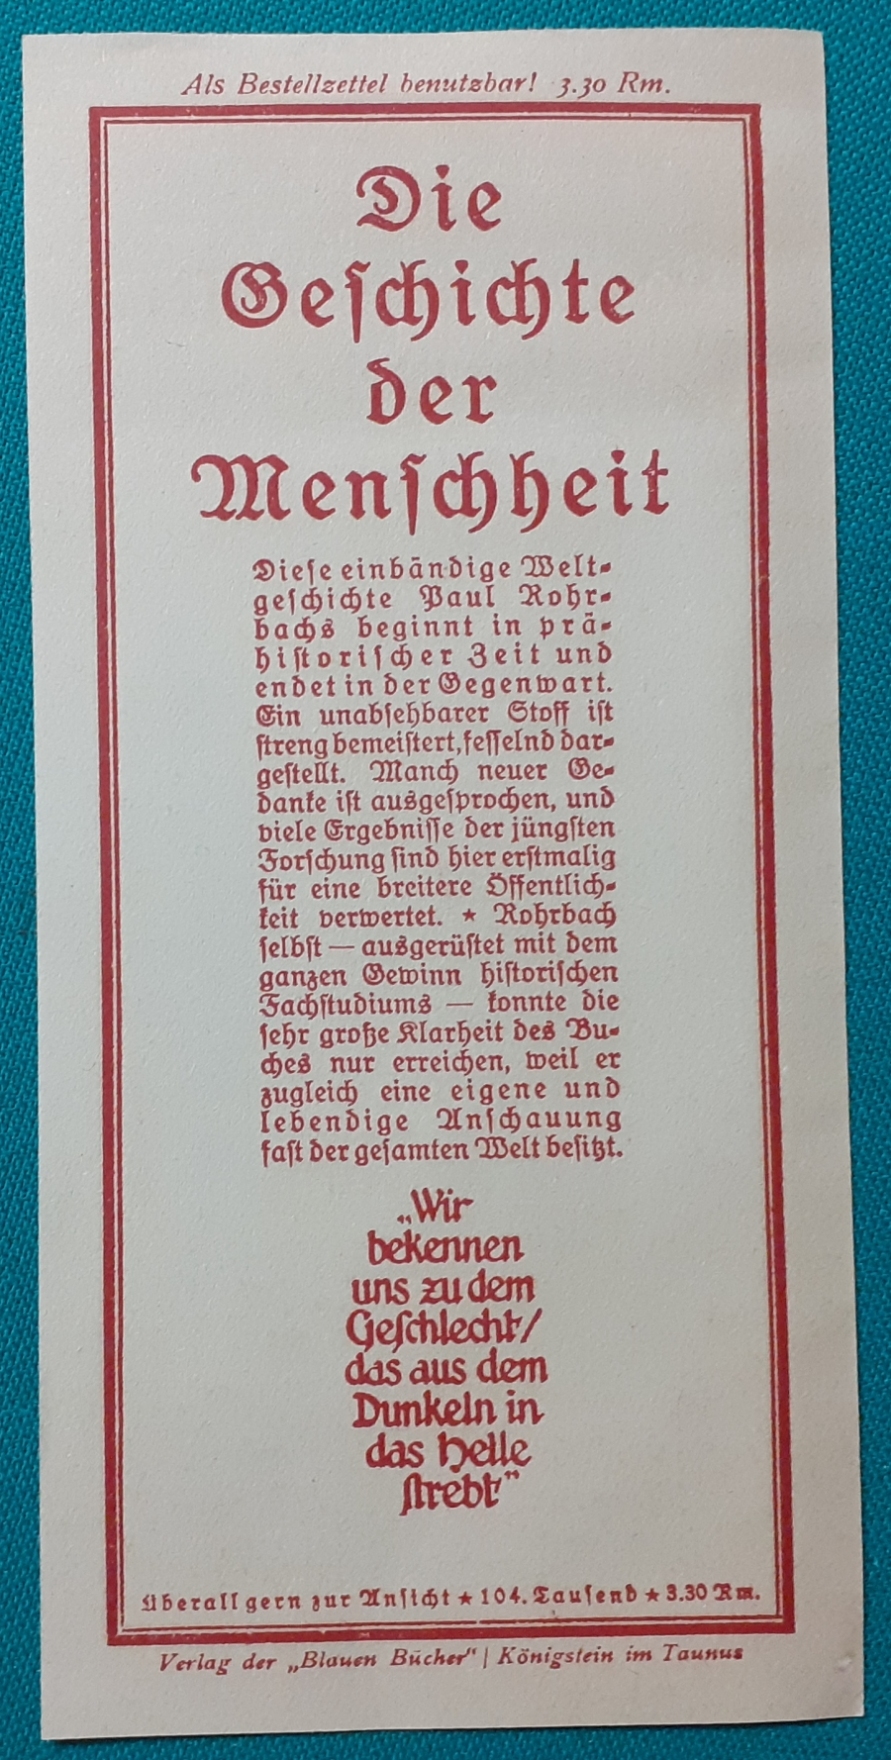 Als Bestellzettel benutzbar! 3.30 Rm.
Die
Geſchichte
der
Menſchheit
Dieſe einbändige Welt-
geſchichte Paul Rohr-
bachs beginnt in prä-
hiſtoriſcher Zeit und
endet in der Gegenwart.
Ein unabſehbarer Stoff iſt
ſtreng bemeiſtert, feſſelnd dar-
geſtellt. Manch neuer Ge-
danke iſt ausgeſprochen, und
viele Ergebniſſe der jüngſten
Forſchung ſind hier erſtmalig
für eine breitere Öffentlich-
keit verwertet. ★ Rohrbach
ſelbſt — ausgerüſtet mit dem
ganzen Gewinn hiſtoriſchen
Fachſtudiums — konnte die
ſehr große Klarheit des Bu-
ches nur erreichen, weil er
zugleich eine eigene und
lebendige Anſchauung
faſt der geſamten Welt beſitzt.
„Wir
bekennen
uns zu dem
Geſchlecht/
das aus dem
Dunkeln in
das Helle
ſtrebt"
Überall gern zur Anſicht ★ 104. Tauſend ★ 3.30 Rm.
Verlag der „Blauen Bücher" | Königstein im Taunus